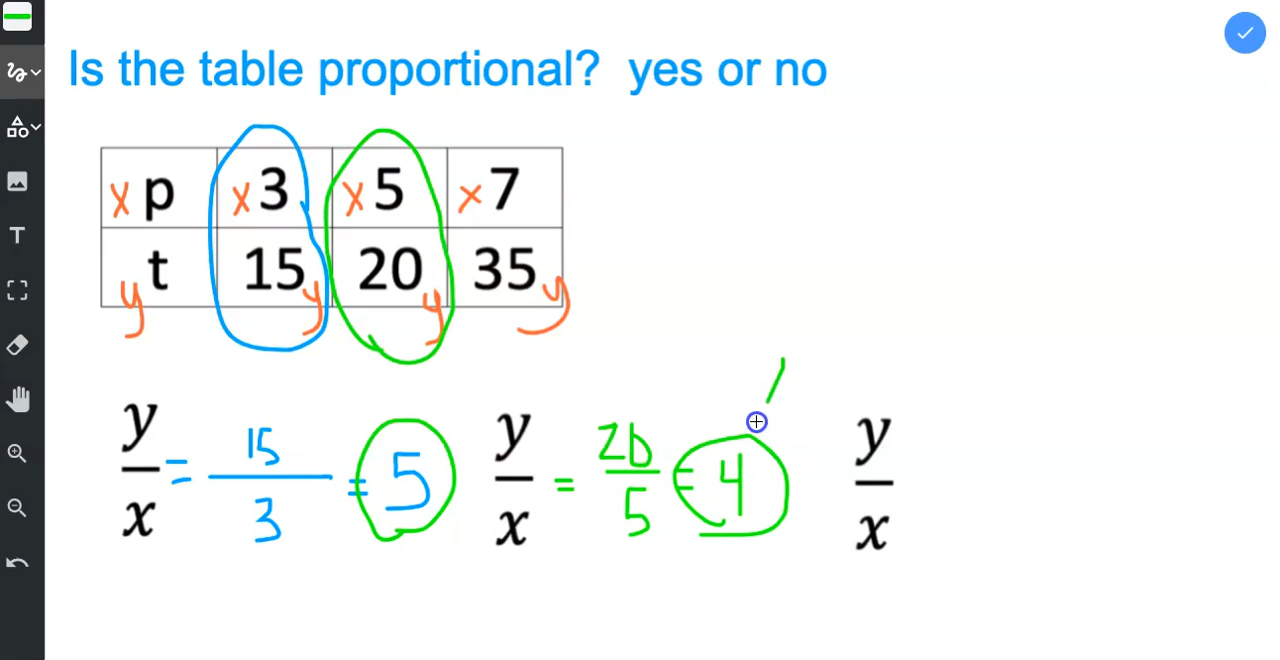 Is the table proportional? yes or no
x p x 3 x 5 x 7
y t 15 y 20 y 35 y
y/x = 15/3 = 5 y/x = 20/5 = 4 y/x